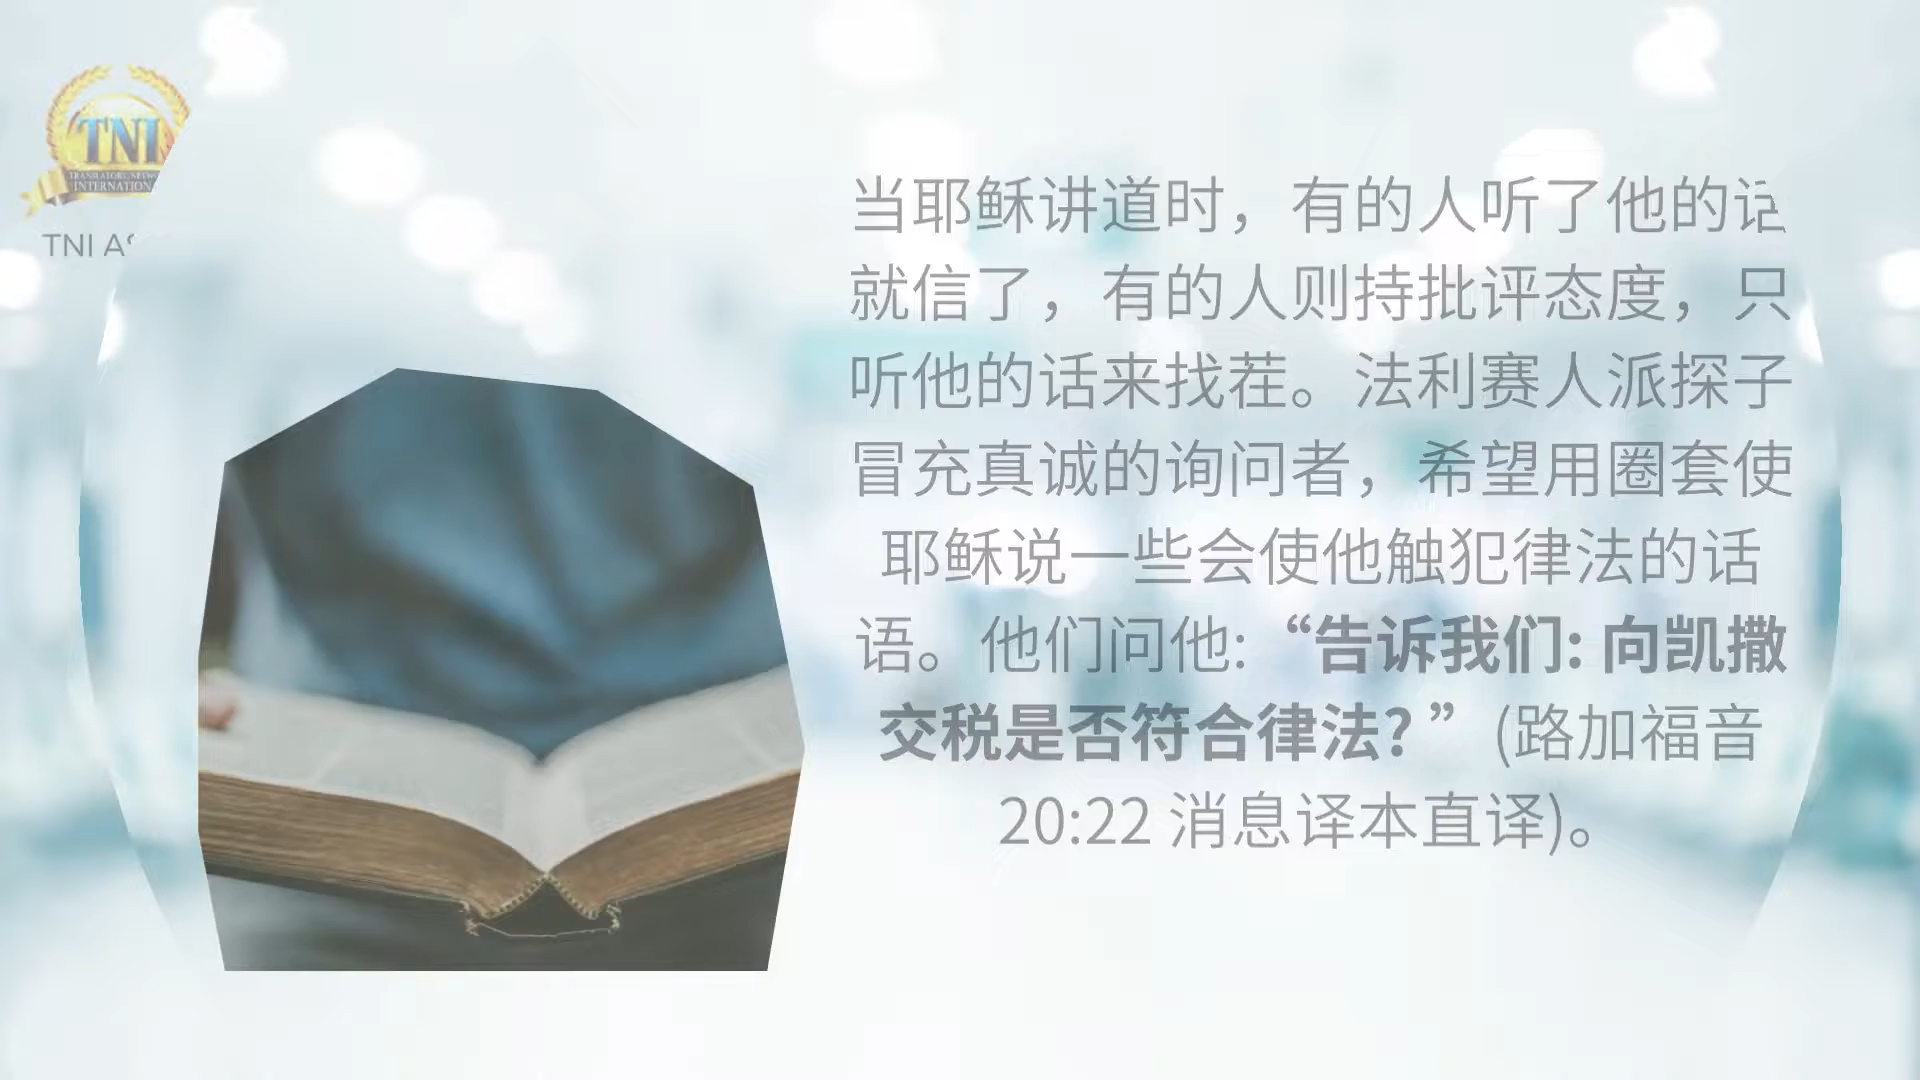 TNI
INTERNATIONA
TNI AS
当耶稣讲道时，有的人听了他的话
就信了，有的人则持批评态度，只
听他的话来找茬。法利赛人派探子
冒充真诚的询问者，希望用圈套使
耶稣说一些会使他触犯律法的话
语。他们问他:“告诉我们: 向凯撒
交税是否符合律法? ”(路加福音
20:22 消息译本直译)。